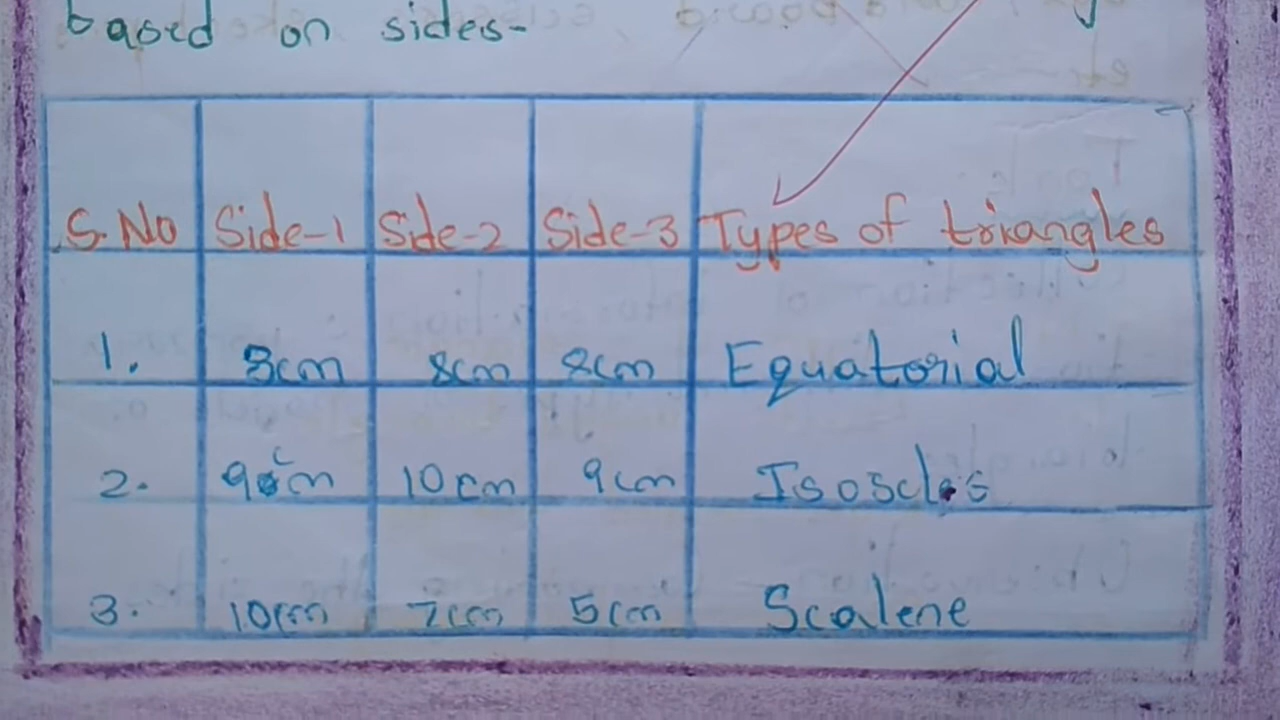 based on sides-
S.No Side-1 Side-2 Side-3 Types of triangles
1. 8cm 8cm 8cm Equatorial
2. 9cm 10cm 9cm Isoscles
3. 10cm 7cm 5cm Scalene